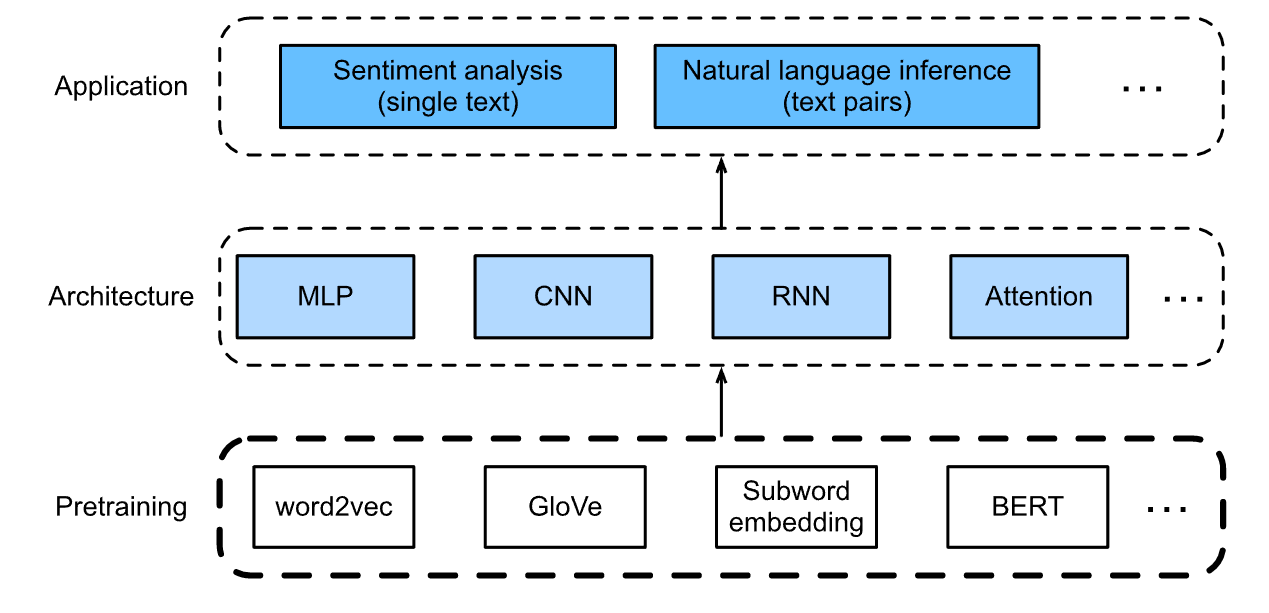 Application
Sentiment analysis
(single text)
Natural language inference
(text pairs)
...
Architecture
MLP
CNN
RNN
Attention
...
Pretraining
word2vec
GloVe
Subword
embedding
BERT
...